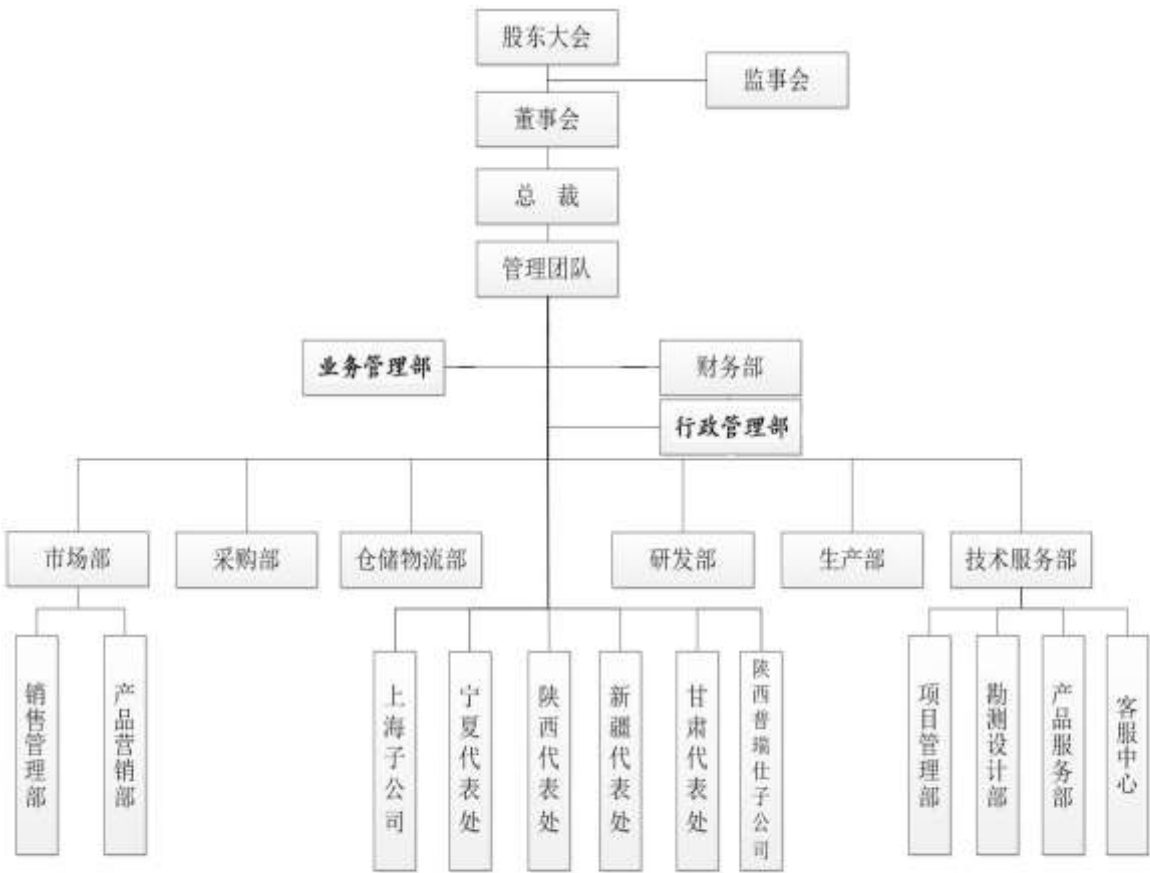 股东大会
监事会
董事会
总 裁
管理团队
业务管理部
财务部
行政管理部
市场部
采购部
仓储物流部
研发部
生产部
技术服务部
销售管理部
产品营销部
上海子公司
宁夏代表处
陕西代表处
新疆代表处
甘肃代表处
陕西普瑞仕子公司
项目管理部
勘测设计部
产品服务部
客服中心